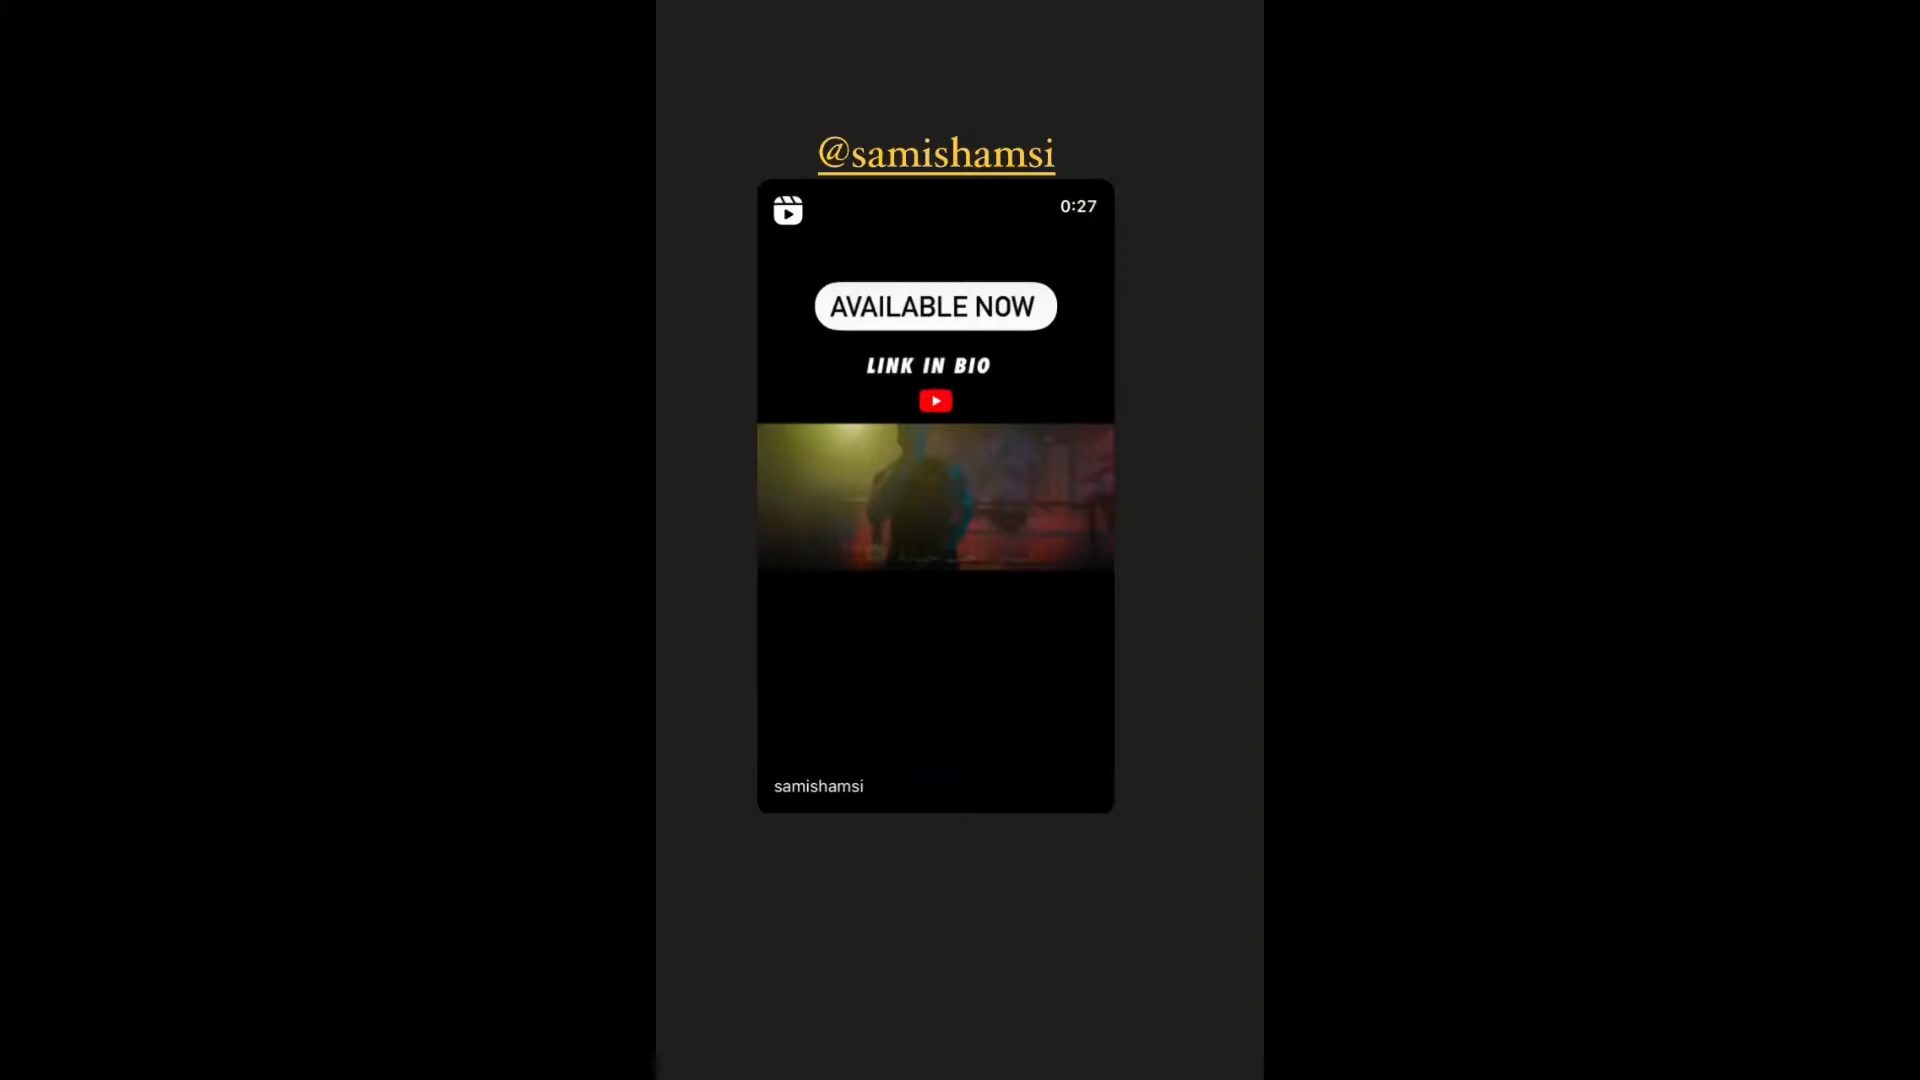 @samishamsi
0:27
AVAILABLE NOW
LINK IN BIO
samishamsi